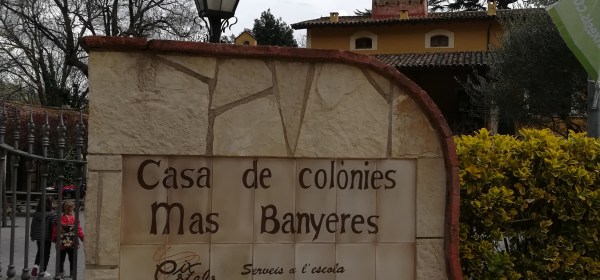 Casa de colònies
Mas Banyeres
Serveis a l'escola